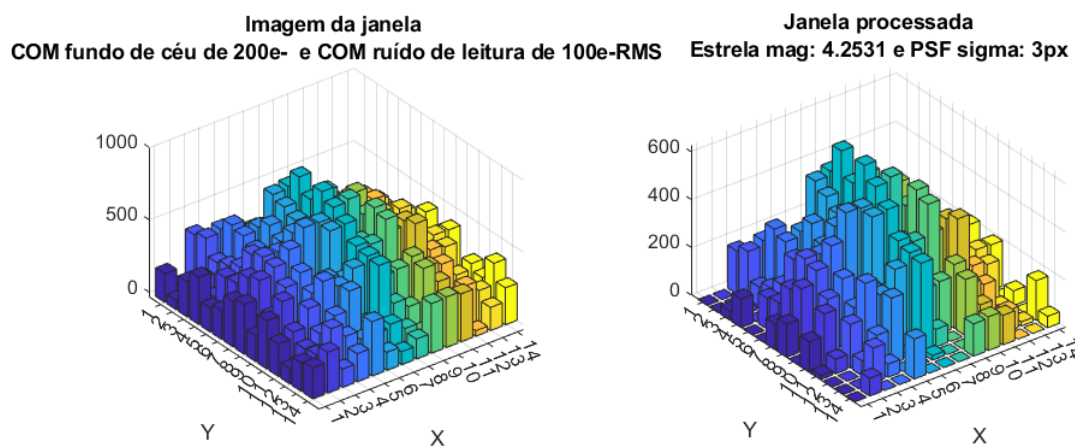 Imagem da janela
COM fundo de céu de 200e-  e COM ruído de leitura de 100e-RMS
1000
500
0
Y
X
Janela processada
Estrela mag: 4.2531 e PSF sigma: 3px
600
400
200
0
Y
X